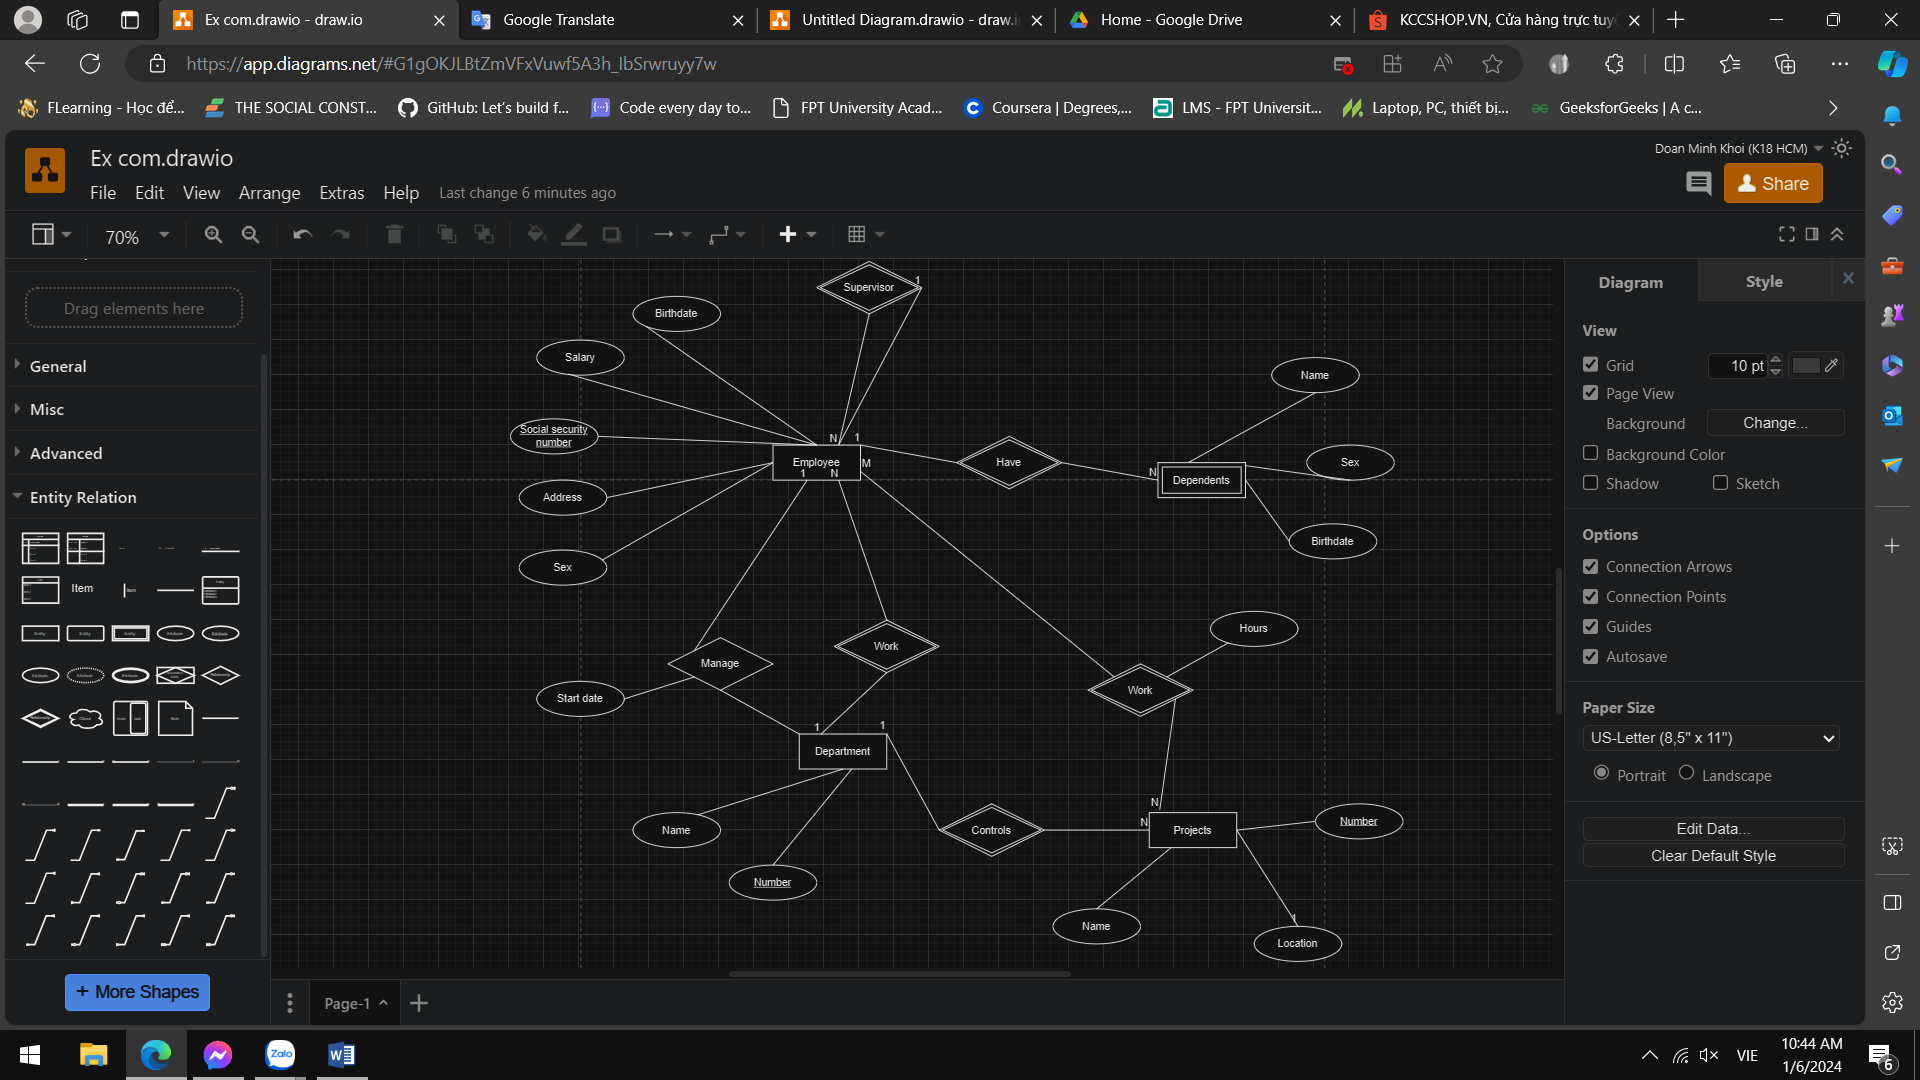 Ex com.drawio - draw.io
Google Translate
Untitled Diagram.drawio - draw.i
Home - Google Drive
KCCSHOP.VN, Cửa hàng trực tuy
https://app.diagrams.net/#G1gOKJLBtZmVFxVuwf5A3h_IbSrwruyy7w
FLearning - Học để...
THE SOCIAL CONST...
GitHub: Let's build f...
Code every day to...
FPT University Acad...
Coursera | Degrees,...
LMS - FPT Universit...
Laptop, PC, thiết bị...
GeeksforGeeks | A c...
Ex com.drawio
Doan Minh Khoi (K18 HCM)
File Edit View Arrange Extras Help Last change 6 minutes ago
Share
70%
Drag elements here
General
Misc
Advanced
Entity Relation
Item
More Shapes
Supervisor
1
Birthdate
Salary
Social security
number
Address
Sex
N
1
Employee
M
1
N
Have
N
Dependents
Name
Sex
Birthdate
Manage
Work
Start date
Work
Hours
1
1
Department
Name
Number
Controls
N
N
Projects
Number
Name
1
Location
Page-1
Diagram
Style
View
Grid
10 pt
Page View
Background
Change...
Background Color
Shadow
Sketch
Options
Connection Arrows
Connection Points
Guides
Autosave
Paper Size
US-Letter (8,5" x 11")
Portrait
Landscape
Edit Data...
Clear Default Style
Zalo
VIE
10:44 AM
1/6/2024
6